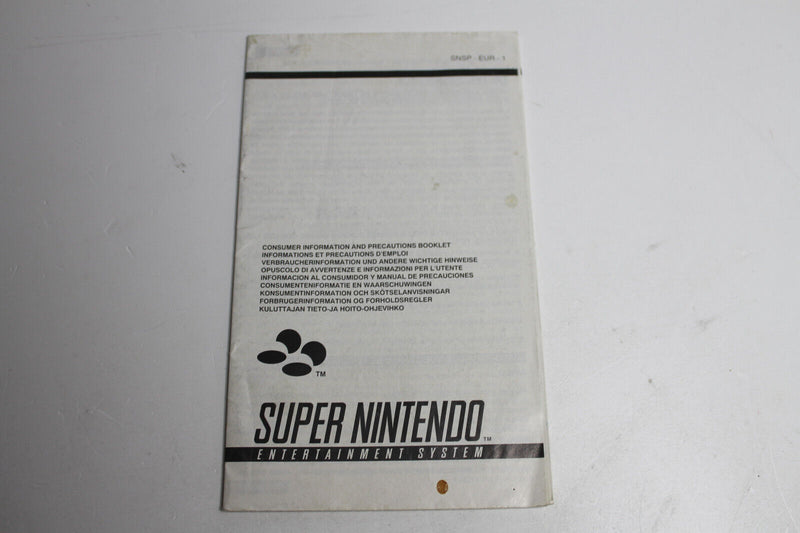 SNSP EUR - 1
CONSUMER INFORMATION AND PRECAUTIONS BOOKLET
INFORMATIONS ET PRECAUTIONS D'EMPLOI
VERBRAUCHERINFORMATION UND ANDERE WICHTIGE HINWEISE
OPUSCOLO DI AVVERTENZE E INFORMAZIONI PER L'UTENTE
INFORMACION AL CONSUMIDOR Y MANUAL DE PRECAUCIONES
CONSUMENTENIFORMATIE EN WAARSCHUWINGEN
KONSUMENTINFORMATION OCH SKÖTSELANVISNINGAR
FORBRUGERINFORMATION OG FORHOLDSREGLER
KULUTTAJAN TIETO-JA HOITO-OHJEVIHKO
TM
SUPER NINTENDO TM
ENTERTAINMENT SYSTEM